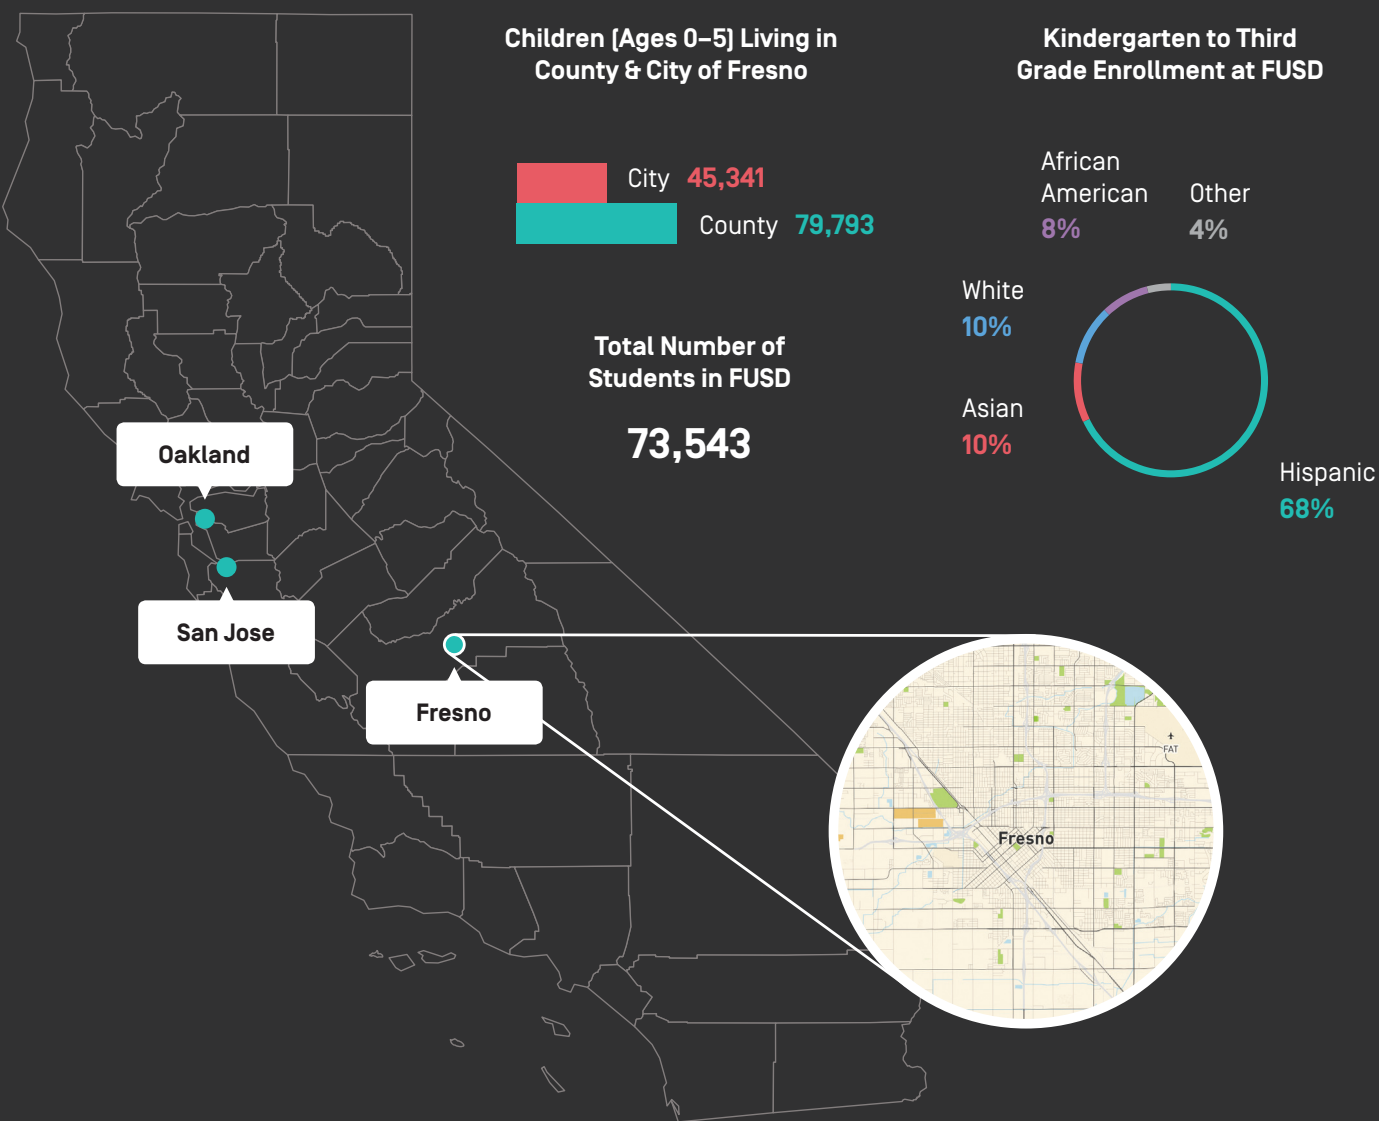 Children (Ages 0–5) Living in
County & City of Fresno
City 45,341
County 79,793
Total Number of
Students in FUSD
73,543
Kindergarten to Third
Grade Enrollment at FUSD
African
American
8%
Other
4%
White
10%
Asian
10%
Hispanic
68%
Oakland
San Jose
Fresno
FAT
Fresno